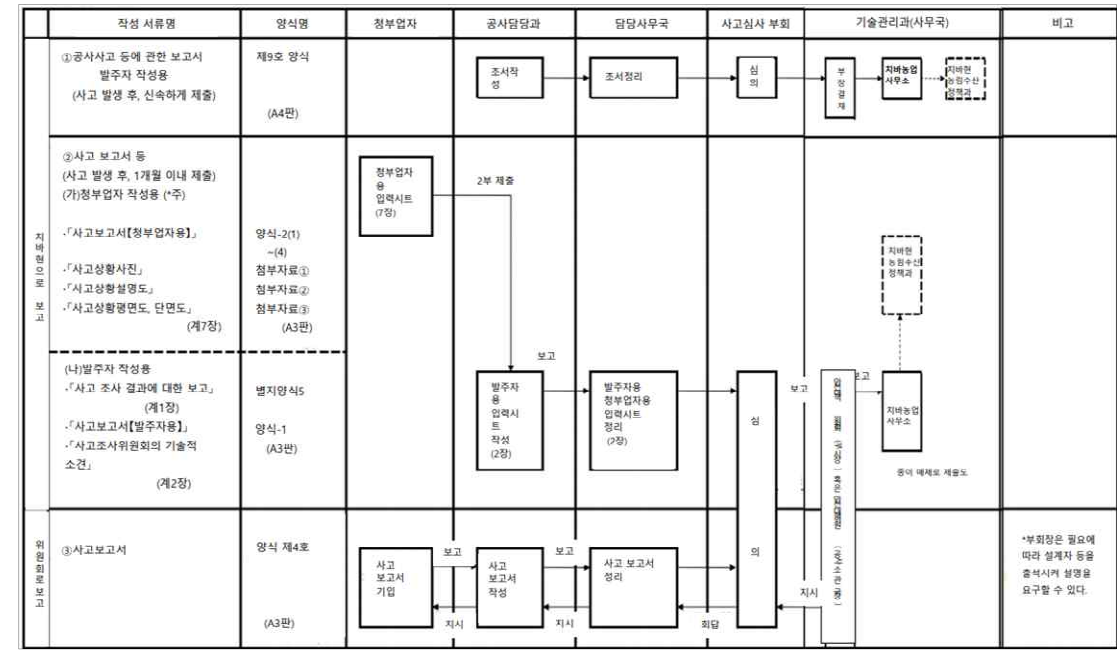 작성 서류명
양식명
청부업자
공사담당과
담당사무국
사고심사 부회
기술관리과(사무국)
비고
지바현으로 보고
①공사사고 등에 관한 보고서
발주자 작성용
(사고 발생 후, 신속하게 제출)
제9호 양식
(A4판)
조서작
성
조서정리
심
의
부
장
결
재
지바농업
사무소
지바현
농림수산
정책과
②사고 보고서 등
(사고 발생 후, 1개월 이내 제출)
(가)청부업자 작성용 (*주)
·「사고보고서【청부업자용】」
·「사고상황사진」
·「사고상황설명도」
·「사고상황평면도, 단면도」
(계7장)
양식-2(1)
~(4)
첨부자료①
첨부자료②
첨부자료③
(A3판)
청부업자
용
입력시트
(7장)
2부 제출
지바현
농림수산
정책과
(나)발주자 작성용
·「사고 조사 결과에 대한 보고」
(계1장)
·「사고보고서【발주자용】」
·「사고조사위원회의 기술적
소견」
(계2장)
별지양식5
양식-1
(A3판)
보고
발주자
용
입력시
트
작성
(2장)
발주자용
청부업자용
입력시트
정리
(2장)
심
의
보고
보고
혹은
지바농업
사무소
종이 매체로 제출도
위원회로 보고
③사고보고서
양식 제4호
(A3판)
사고
보고서
기입
보고
지시
사고
보고서
작성
보고
지시
사고 보고서
정리
회답
지시
*부회장은 필요에
따라 설계자 등을
출석시켜 설명을
요구할 수 있다.